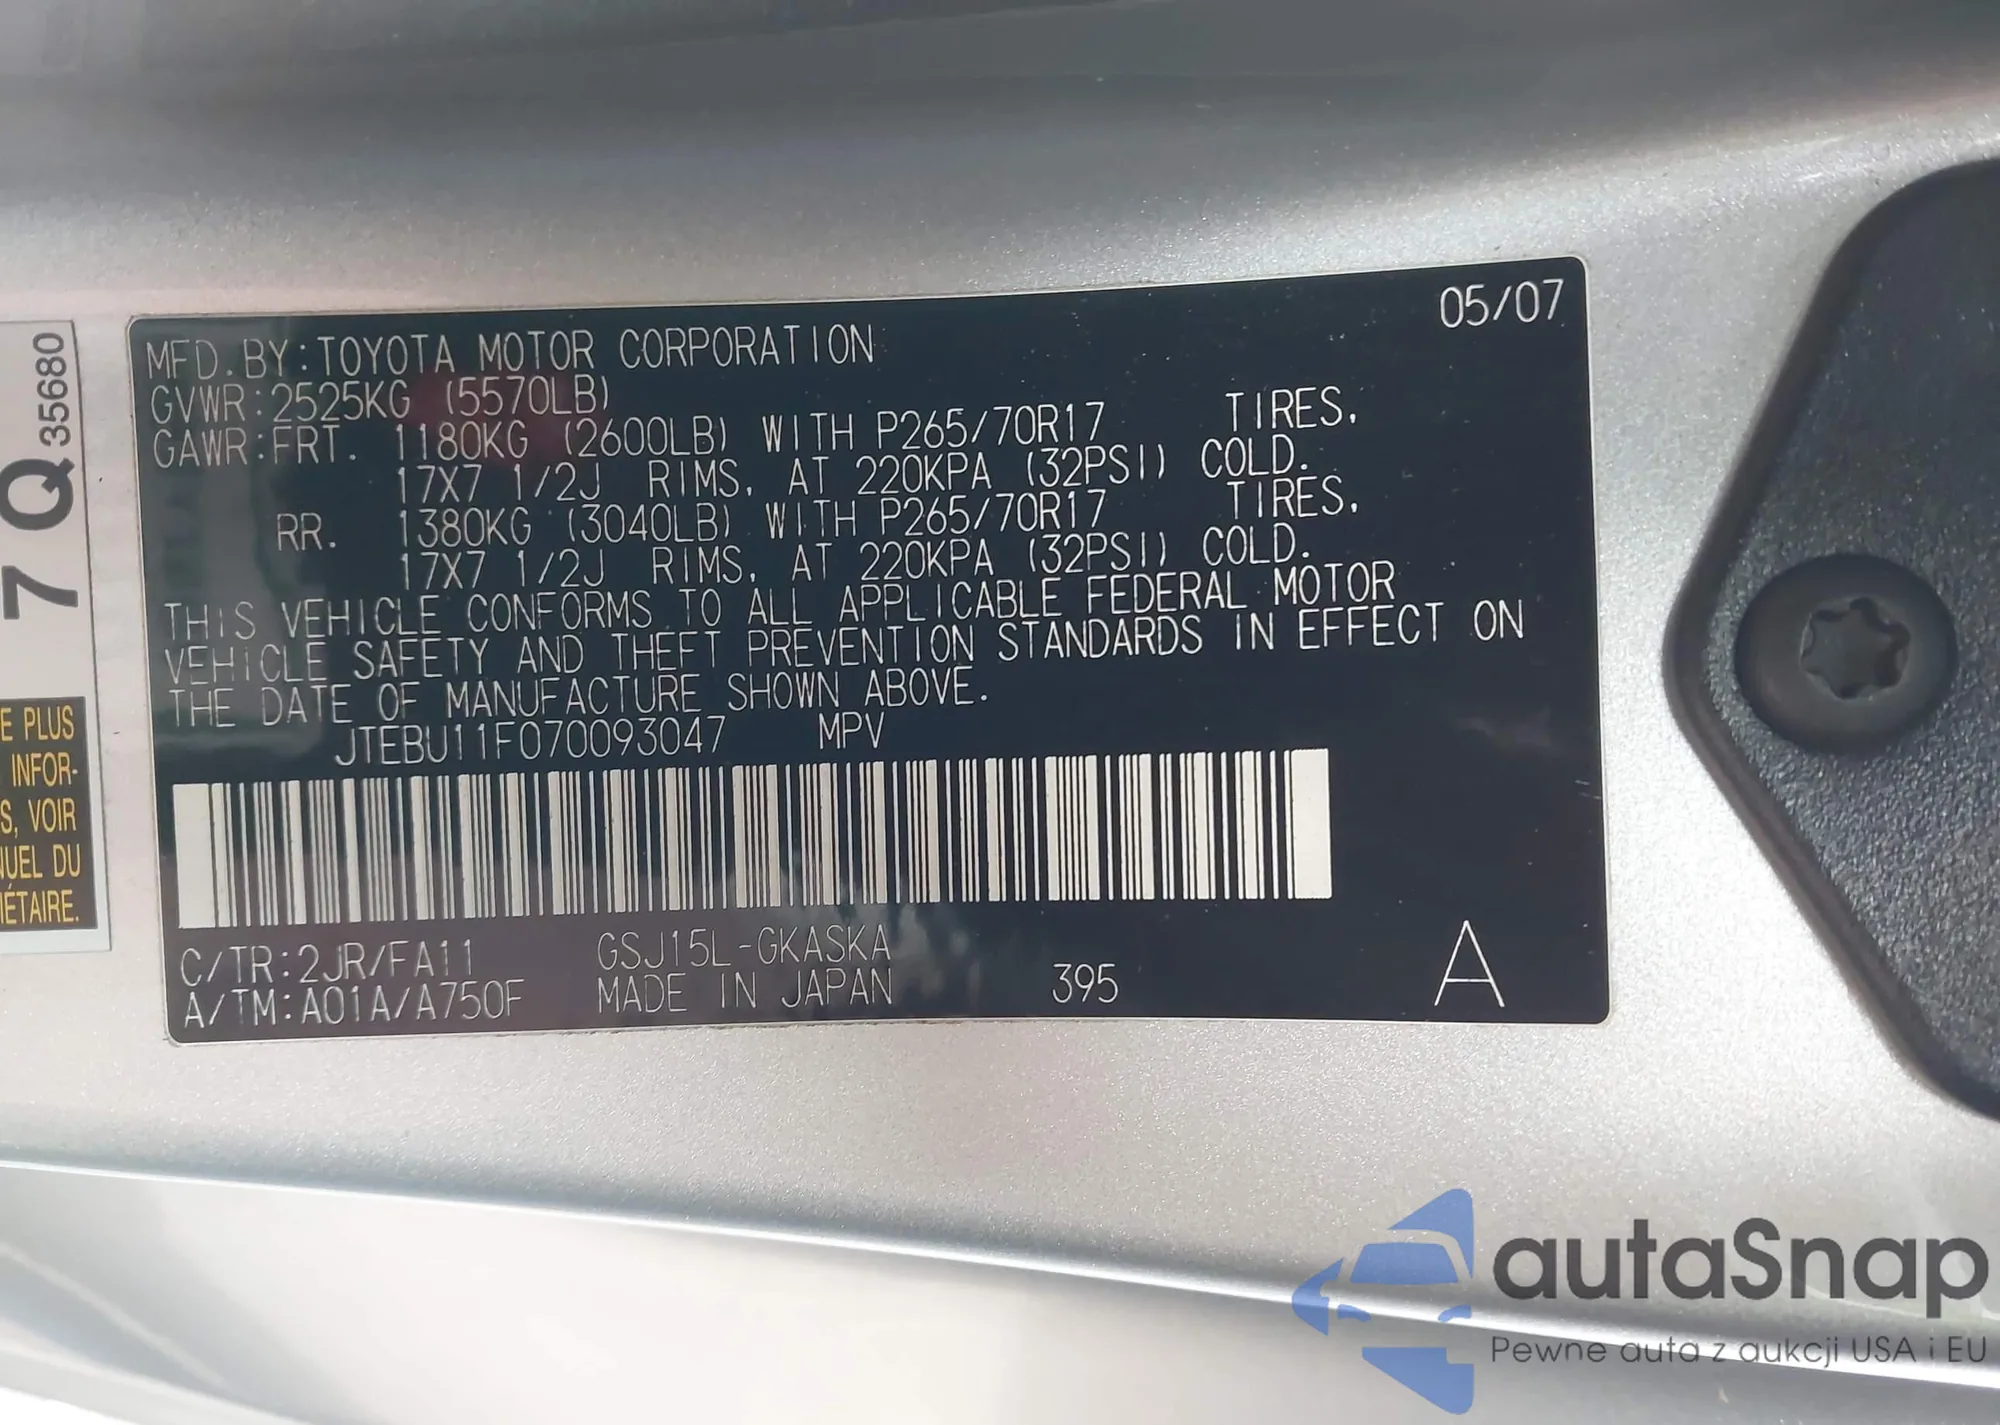 05/07
MFD. BY:TOYOTA MOTOR CORPORATION
GVWR:2525KG (5570LB)
GAWR:FRT. 1180KG (2600LB) WITH P265/70R17 TIRES,
17X7 1/2J RIMS, AT 220KPA (32PSI) COLD.
RR. 1380KG (3040LB) WITH P265/70R17 TIRES,
17X7 1/2J RIMS, AT 220KPA (32PSI) COLD.
THIS VEHICLE CONFORMS TO ALL APPLICABLE FEDERAL MOTOR
VEHICLE SAFETY AND THEFT PREVENTION STANDARDS IN EFFECT ON
THE DATE OF MANUFACTURE SHOWN ABOVE.
JTEBU11F070093047 MPV
C/TR:2JR/FA11 GSJ15L-GKASKA
A/TM:A01A/A750F MADE IN JAPAN 395 A
7 Q 35680
E PLUS
INFOR-
S, VOIR
NUEL DU
IÉTAIRE.
autaSnap
Pewne auta z aukcji USA i EU